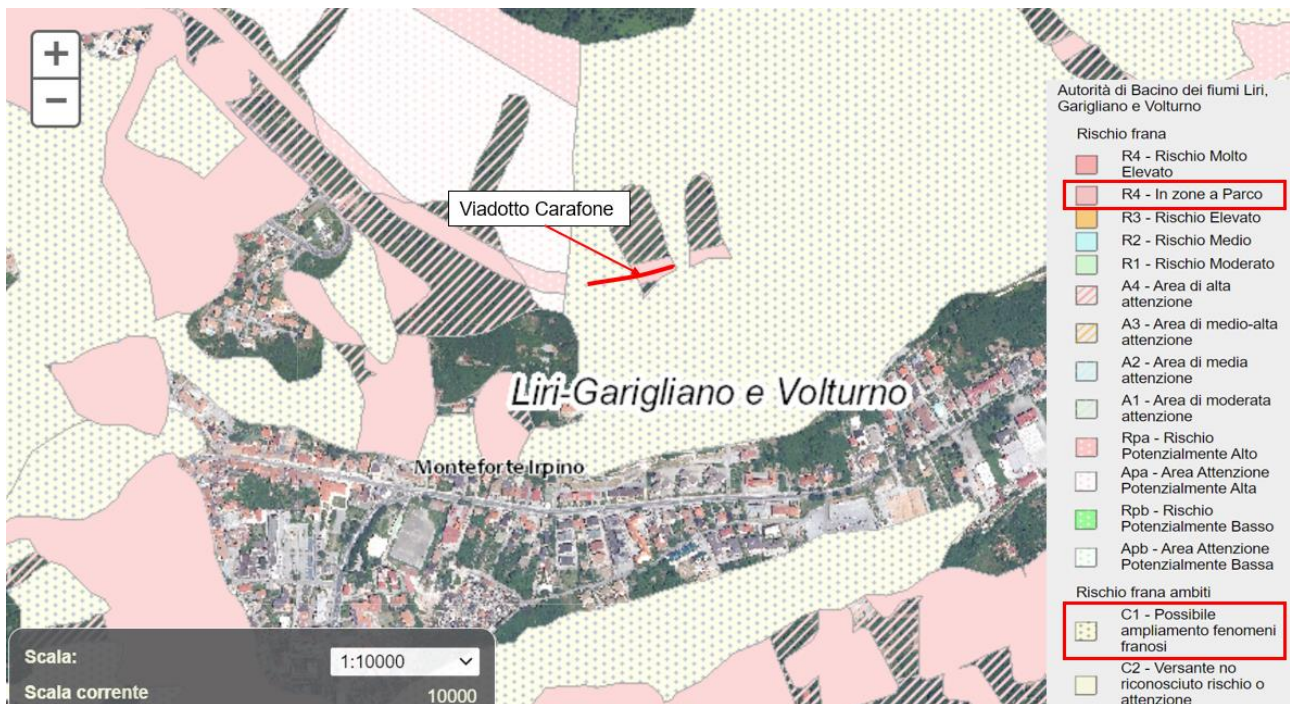 +
−
Viadotto Carafone
Liri-Garigliano e Volturno
Monteforte Irpino
Scala:
1:10000
Scala corrente
10000
Autorità di Bacino dei fiumi Liri,
Garigliano e Volturno
Rischio frana
R4 - Rischio Molto
Elevato
R4 - In zone a Parco
R3 - Rischio Elevato
R2 - Rischio Medio
R1 - Rischio Moderato
A4 - Area di alta
attenzione
A3 - Area di medio-alta
attenzione
A2 - Area di media
attenzione
A1 - Area di moderata
attenzione
Rpa - Rischio
Potenzialmente Alto
Apa - Area Attenzione
Potenzialmente Alta
Rpb - Rischio
Potenzialmente Basso
Apb - Area Attenzione
Potenzialmente Bassa
Rischio frana ambiti
C1 - Possibile
ampliamento fenomeni
franosi
C2 - Versante no
riconosciuto rischio o
attenzione